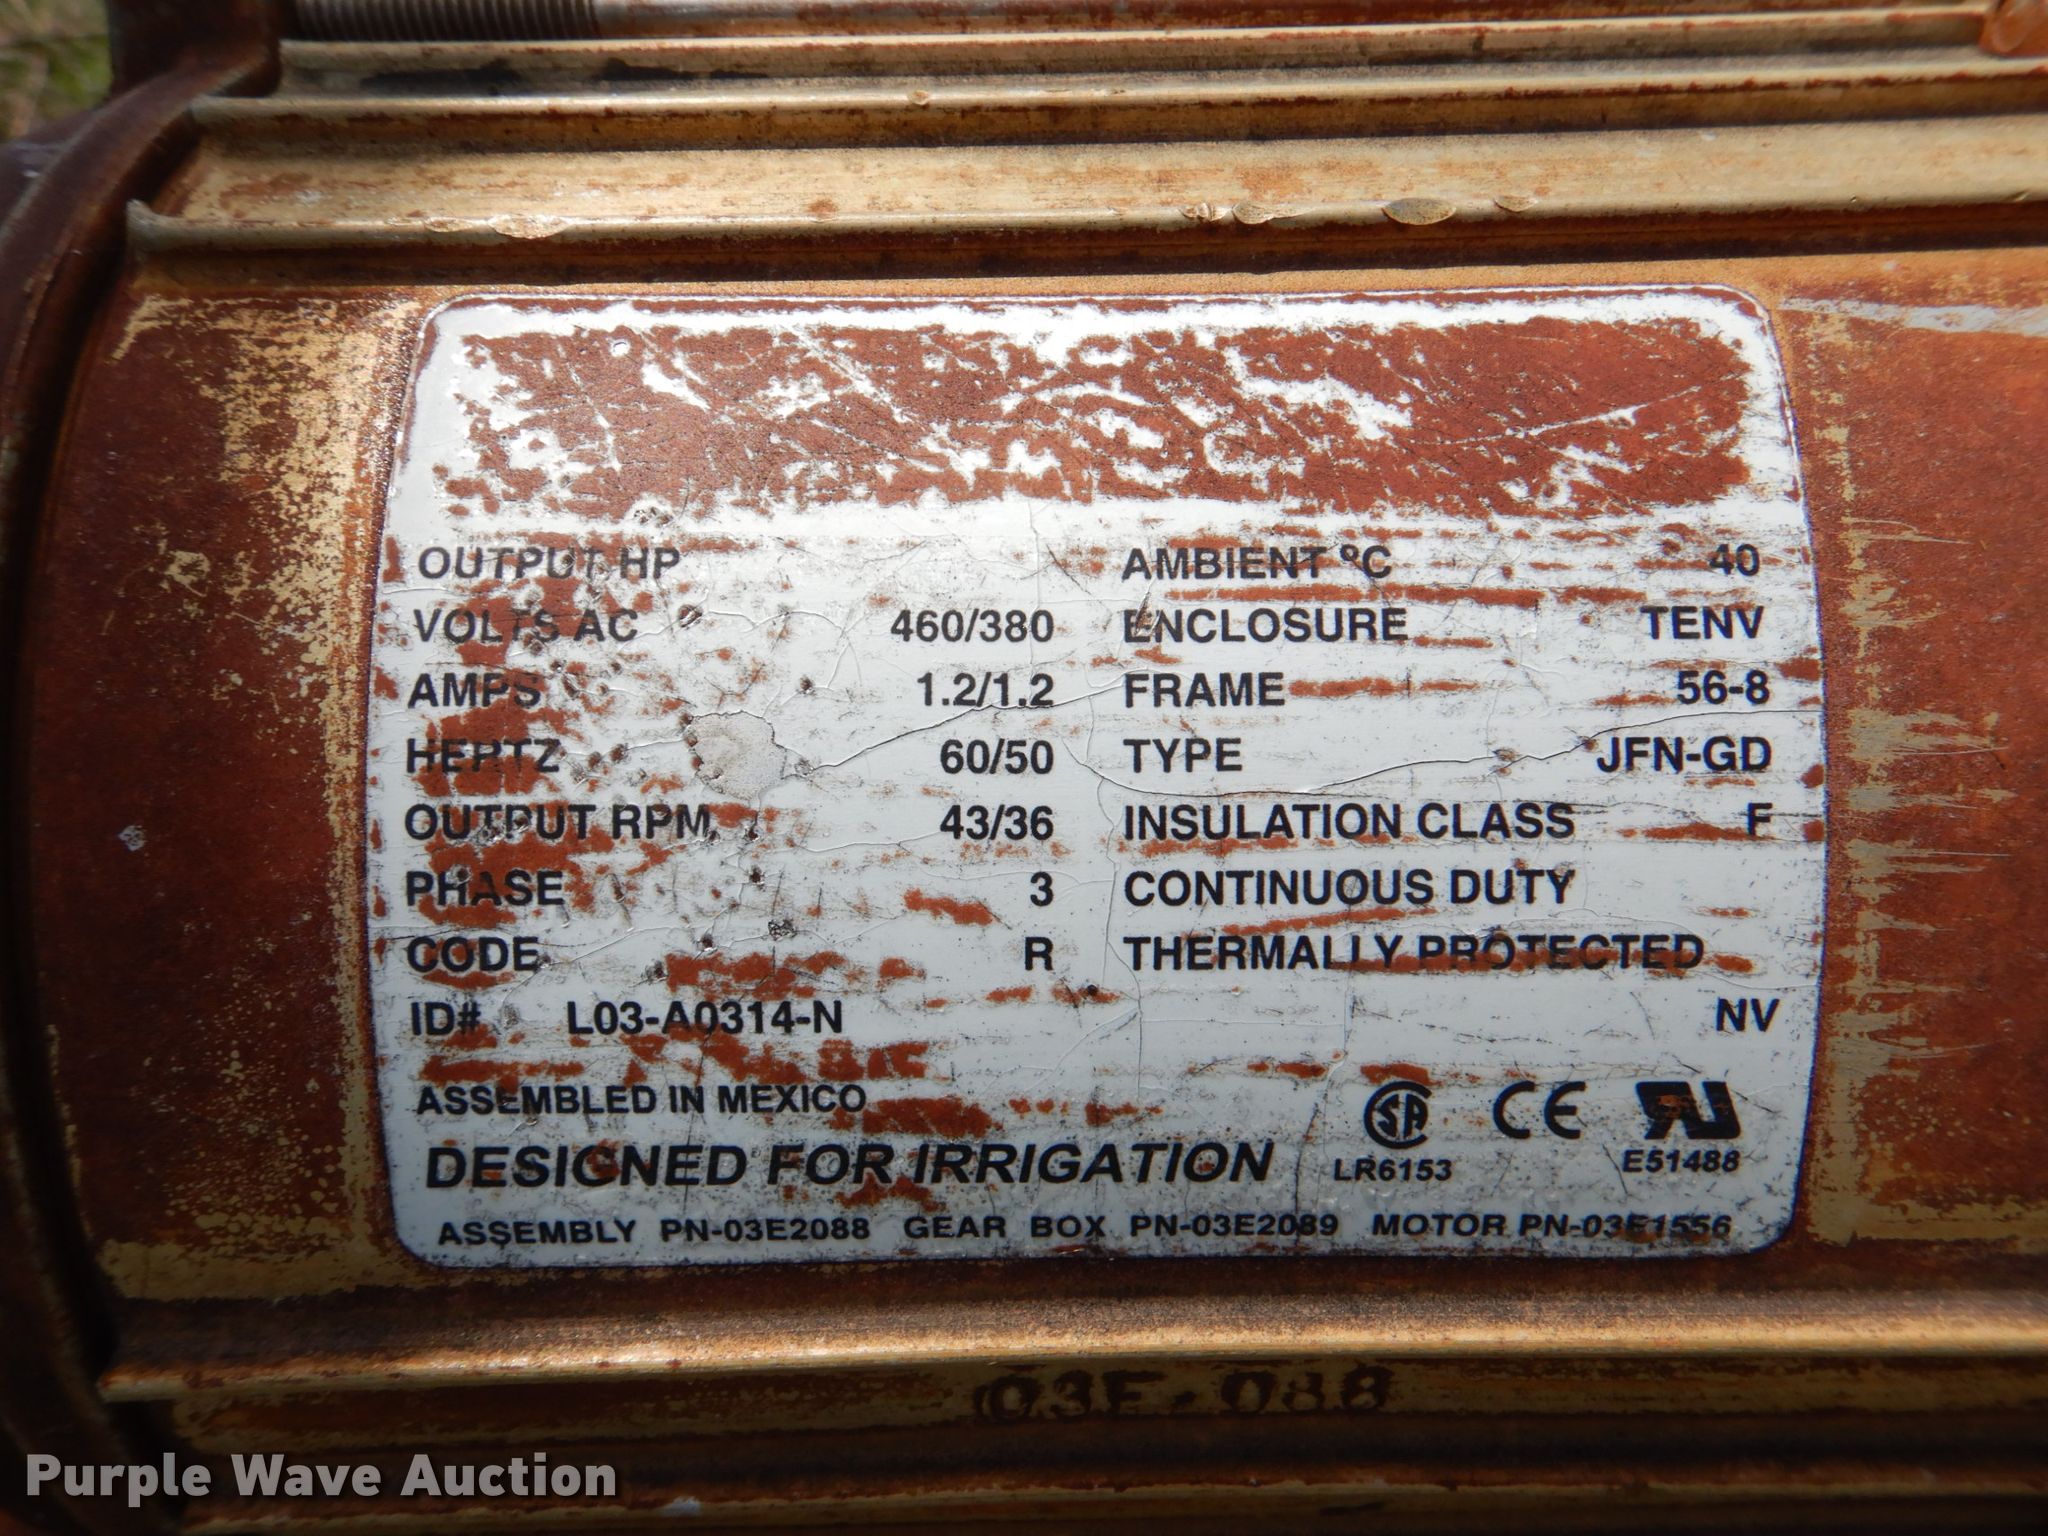 OUTPUT HP AMBIENT ºC 40
VOLTS AC 460/380 ENCLOSURE TENV
AMPS 1.2/1.2 FRAME 56-8
HERTZ 60/50 TYPE JFN-GD
OUTPUT RPM 43/36 INSULATION CLASS F
PHASE 3 CONTINUOUS DUTY
CODE R THERMALLY PROTECTED
ID# L03-A0314-N NV
ASSEMBLED IN MEXICO
SA CE
DESIGNED FOR IRRIGATION LR6153 E51488
ASSEMBLY PN-03E2088 GEAR BOX PN-03E2089 MOTOR PN-03E1556
Purple Wave Auction